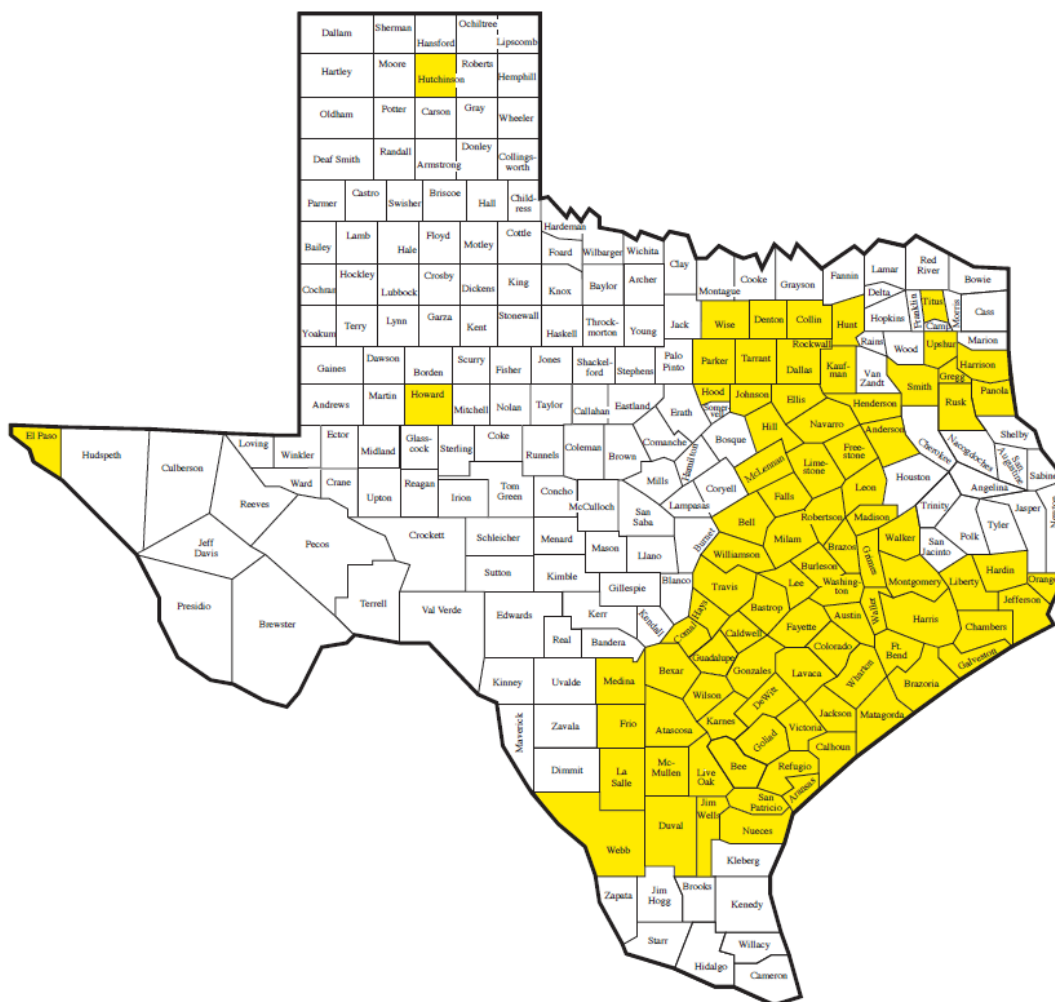 Dallam
Sherman
Hansford
Ochiltree
Lipscomb
Hartley
Moore
Hutchinson
Roberts
Hemphill
Oldham
Potter
Carson
Gray
Wheeler
Deaf Smith
Randall
Armstrong
Donley
Collings-
worth
Parmer
Castro
Swisher
Briscoe
Hall
Child-
ress
Hardeman
Bailey
Lamb
Hale
Floyd
Motley
Cottle
Foard
Wilbarger
Wichita
Clay
Montague
Cooke
Grayson
Fannin
Lamar
Red
River
Bowie
Cochran
Hockley
Lubbock
Crosby
Dickens
King
Knox
Baylor
Archer
Delta
Hopkins
Franklin
Titus
Camp
Morris
Cass
Yoakum
Terry
Lynn
Garza
Kent
Stonewall
Haskell
Throck-
morton
Young
Jack
Wise
Denton
Collin
Hunt
Rockwall
Rains
Wood
Upshur
Marion
Gaines
Dawson
Borden
Scurry
Fisher
Jones
Shackel-
ford
Stephens
Palo
Pinto
Parker
Tarrant
Dallas
Kauf-
man
Van
Zandt
Smith
Gregg
Harrison
Andrews
Martin
Howard
Mitchell
Nolan
Taylor
Callahan
Eastland
Erath
Hood
Somer-
vell
Johnson
Ellis
Henderson
Rusk
Panola
El Paso
Hudspeth
Culberson
Loving
Winkler
Ector
Midland
Glass-
cock
Sterling
Coke
Runnels
Coleman
Brown
Comanche
Hamilton
Bosque
Hill
Navarro
Anderson
Cherokee
Nacogdoches
Shelby
San
Augustine
Sabine
Reeves
Ward
Crane
Upton
Reagan
Irion
Tom
Green
Concho
McCulloch
Mills
San
Saba
Lampasas
Coryell
McLennan
Lime-
stone
Free-
stone
Leon
Houston
Angelina
Trinity
Polk
Tyler
Jasper
Jeff
Davis
Pecos
Crockett
Schleicher
Menard
Mason
Llano
Burnet
Bell
Falls
Robertson
Madison
Walker
San
Jacinto
Presidio
Brewster
Terrell
Val Verde
Sutton
Kimble
Gillespie
Blanco
Williamson
Milam
Brazos
Grimes
Montgomery
Liberty
Hardin
Orange
Jefferson
Edwards
Kerr
Real
Bandera
Kendall
Comal
Hays
Travis
Bastrop
Lee
Burleson
Washing-
ton
Austin
Waller
Harris
Chambers
Galveston
Kinney
Uvalde
Medina
Bexar
Guadalupe
Caldwell
Fayette
Gonzales
Colorado
Lavaca
Wharton
Ft.
Bend
Brazoria
Maverick
Zavala
Frio
Atascosa
Wilson
Karnes
DeWitt
Goliad
Victoria
Jackson
Matagorda
Calhoun
Dimmit
La
Salle
Mc-
Mullen
Live
Oak
Bee
Refugio
Aransas
San
Patricio
Webb
Duval
Jim
Wells
Nueces
Kleberg
Zapata
Jim
Hogg
Brooks
Kenedy
Starr
Hidalgo
Willacy
Cameron